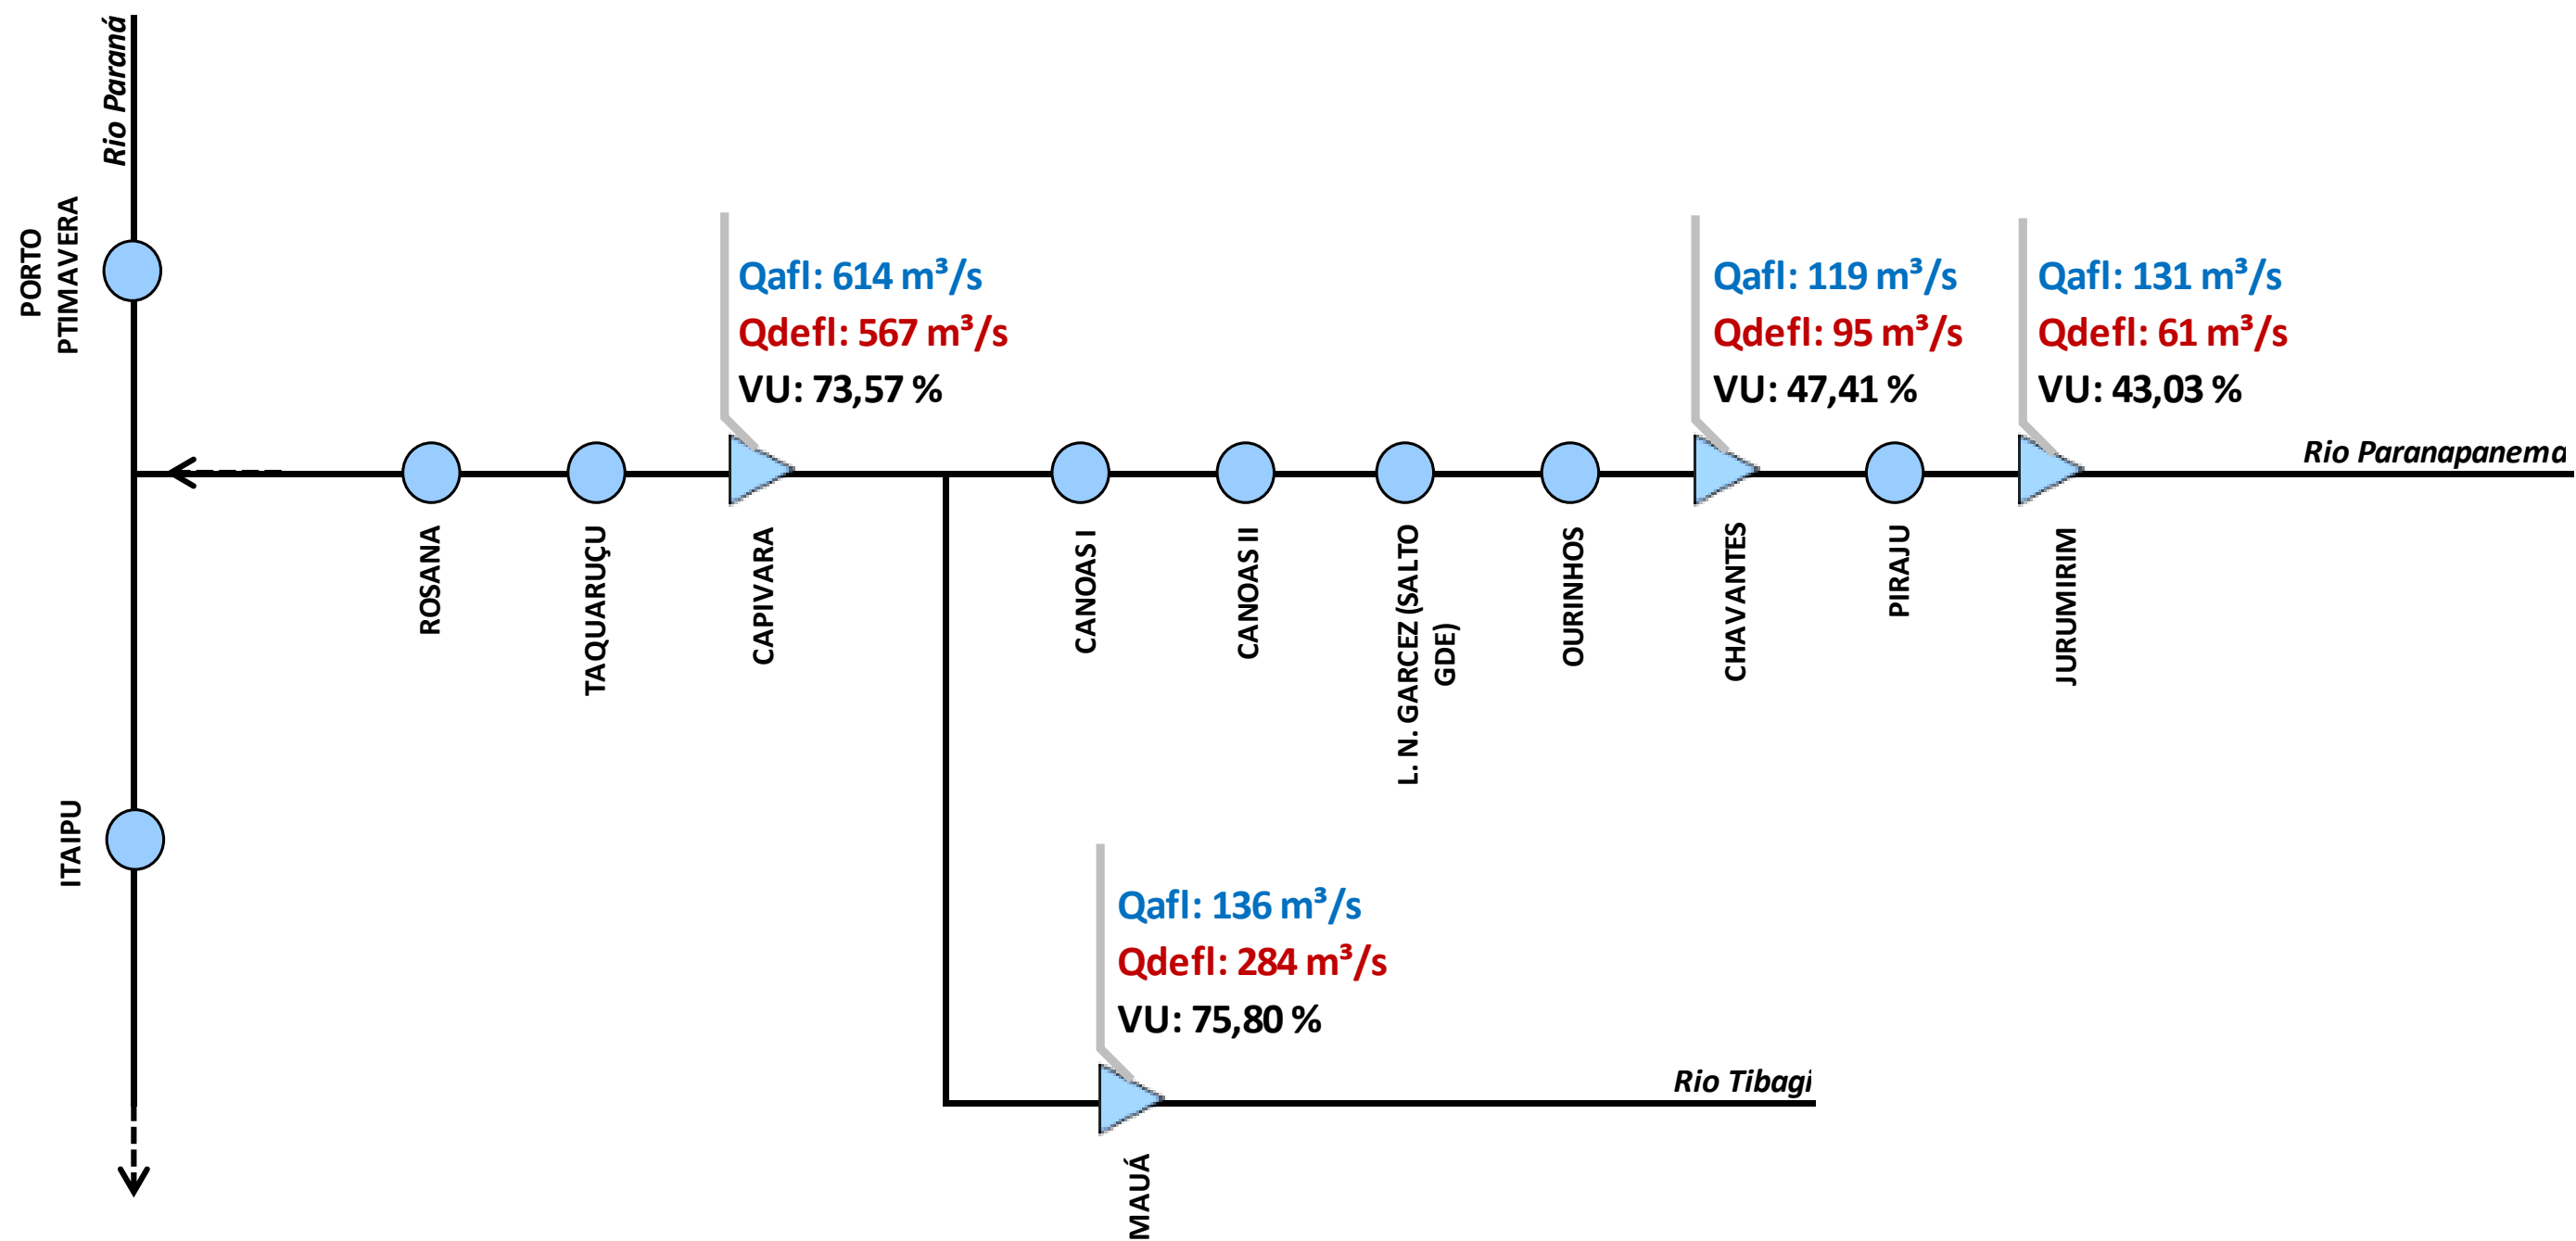 Rio Paraná
PORTO
PTIMAVERA
Qafl: 614 m³/s
Qdefl: 567 m³/s
VU: 73,57 %
Qafl: 119 m³/s
Qdefl: 95 m³/s
VU: 47,41 %
Qafl: 131 m³/s
Qdefl: 61 m³/s
VU: 43,03 %
Rio Paranapanema
ROSANA
TAQUARUÇU
CAPIVARA
CANOAS I
CANOAS II
L. N. GARCEZ (SALTO
GDE)
OURINHOS
CHAVANTES
PIRAJU
JURUMIRIM
ITAIPU
Qafl: 136 m³/s
Qdefl: 284 m³/s
VU: 75,80 %
Rio Tibagi
MAUÁ